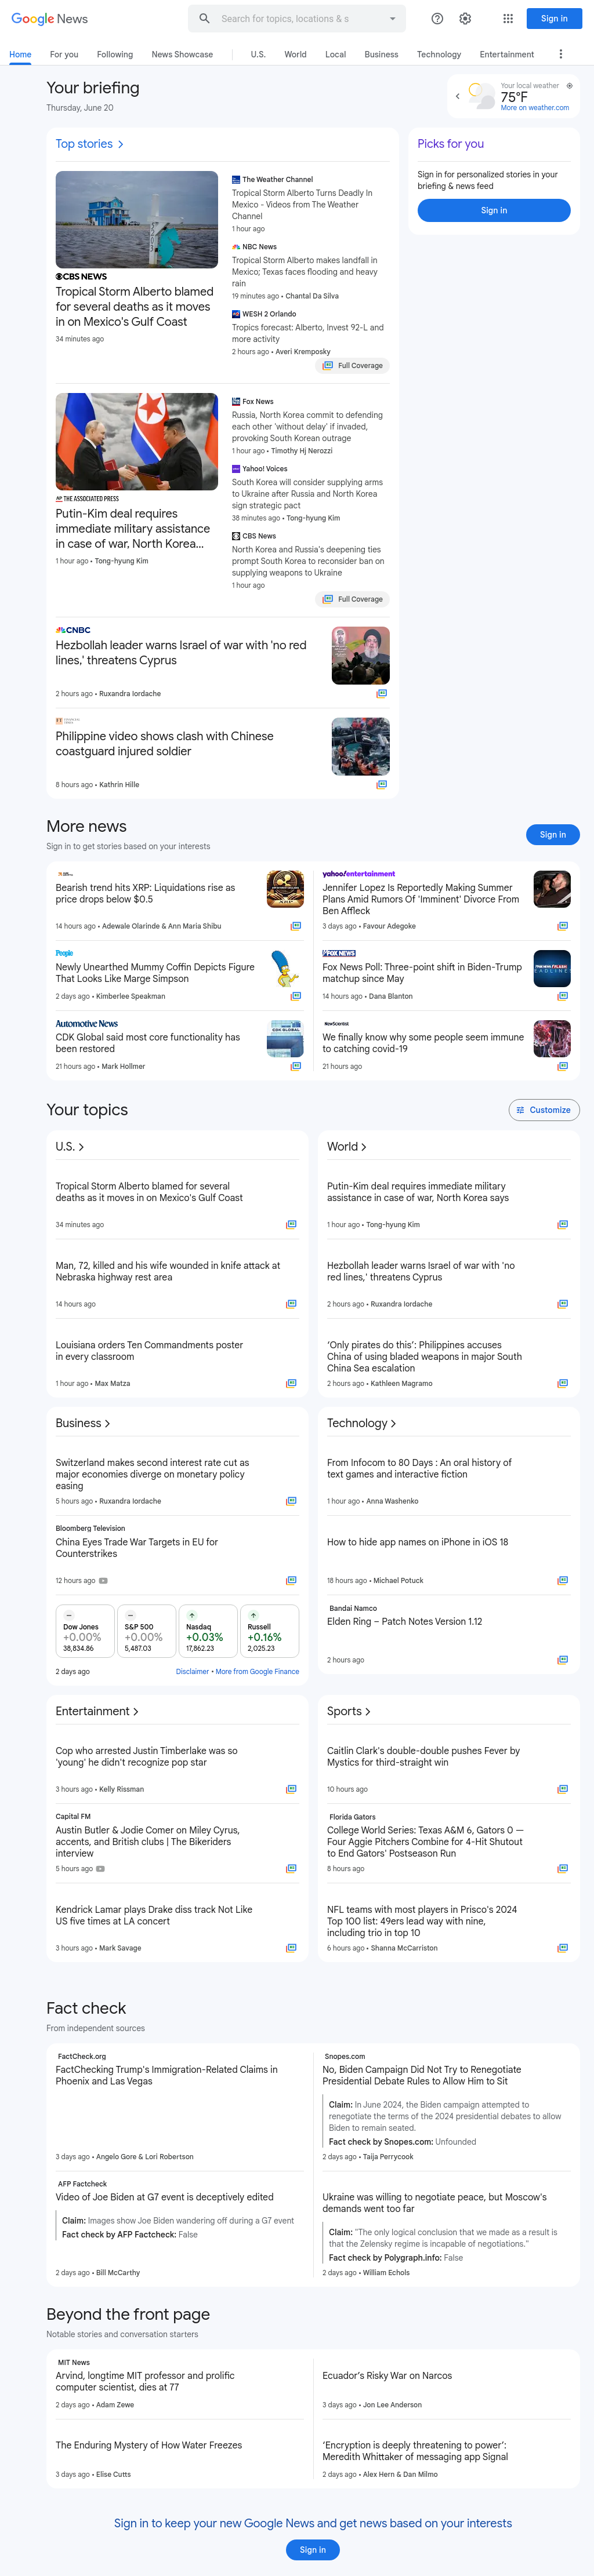 Google News
Search for topics, locations & s
Sign in
Home
For you
Following
News Showcase
U.S.
World
Local
Business
Technology
Entertainment
Your briefing
Thursday, June 20
Your local weather
75°F
More on weather.com
Top stories
CBS NEWS
Tropical Storm Alberto blamed
for several deaths as it moves
in on Mexico's Gulf Coast
34 minutes ago
The Weather Channel
Tropical Storm Alberto Turns Deadly In
Mexico - Videos from The Weather
Channel
1 hour ago
NBC News
Tropical Storm Alberto makes landfall in
Mexico; Texas faces flooding and heavy
rain
19 minutes ago • Chantal Da Silva
WESH 2 Orlando
Tropics forecast: Alberto, Invest 92-L and
more activity
2 hours ago • Averi Kremposky
Full Coverage
Picks for you
Sign in for personalized stories in your
briefing & news feed
Sign in
AP THE ASSOCIATED PRESS
Putin-Kim deal requires
immediate military assistance
in case of war, North Korea...
1 hour ago • Tong-hyung Kim
Fox News
Russia, North Korea commit to defending
each other 'without delay' if invaded,
provoking South Korean outrage
1 hour ago • Timothy Hj Nerozzi
Yahoo! Voices
South Korea will consider supplying arms
to Ukraine after Russia and North Korea
sign strategic pact
38 minutes ago • Tong-hyung Kim
CBS News
North Korea and Russia's deepening ties
prompt South Korea to reconsider ban on
supplying weapons to Ukraine
1 hour ago
Full Coverage
CNBC
Hezbollah leader warns Israel of war with 'no red
lines,' threatens Cyprus
2 hours ago • Ruxandra Iordache
Philippine video shows clash with Chinese
coastguard injured soldier
8 hours ago • Kathrin Hille
More news
Sign in to get stories based on your interests
Sign in
Bearish trend hits XRP: Liquidations rise as
price drops below $0.5
14 hours ago • Adewale Olarinde & Ann Maria Shibu
yahoo!entertainment
Jennifer Lopez Is Reportedly Making Summer
Plans Amid Rumors Of 'Imminent' Divorce From
Ben Affleck
3 days ago • Favour Adegoke
People
Newly Unearthed Mummy Coffin Depicts Figure
That Looks Like Marge Simpson
2 days ago • Kimberlee Speakman
FOX NEWS
Fox News Poll: Three-point shift in Biden-Trump
matchup since May
14 hours ago • Dana Blanton
Automotive News
CDK Global said most core functionality has
been restored
21 hours ago • Mark Hollmer
CDK GLOBAL
NewScientist
We finally know why some people seem immune
to catching covid-19
21 hours ago
Your topics
Customize
U.S.
Tropical Storm Alberto blamed for several
deaths as it moves in on Mexico's Gulf Coast
34 minutes ago
Man, 72, killed and his wife wounded in knife attack at
Nebraska highway rest area
14 hours ago
Louisiana orders Ten Commandments poster
in every classroom
1 hour ago • Max Matza
World
Putin-Kim deal requires immediate military
assistance in case of war, North Korea says
1 hour ago • Tong-hyung Kim
Hezbollah leader warns Israel of war with 'no
red lines,' threatens Cyprus
2 hours ago • Ruxandra Iordache
‘Only pirates do this’: Philippines accuses
China of using bladed weapons in major South
China Sea escalation
2 hours ago • Kathleen Magramo
Business
Switzerland makes second interest rate cut as
major economies diverge on monetary policy
easing
5 hours ago • Ruxandra Iordache
Bloomberg Television
China Eyes Trade War Targets in EU for
Counterstrikes
12 hours ago
Dow Jones
+0.00%
38,834.86
S&P 500
+0.00%
5,487.03
Nasdaq
+0.03%
17,862.23
Russell
+0.16%
2,025.23
2 days ago
Disclaimer • More from Google Finance
Technology
From Infocom to 80 Days : An oral history of
text games and interactive fiction
1 hour ago • Anna Washenko
How to hide app names on iPhone in iOS 18
18 hours ago • Michael Potuck
Bandai Namco
Elden Ring – Patch Notes Version 1.12
2 hours ago
Entertainment
Cop who arrested Justin Timberlake was so
'young' he didn't recognize pop star
3 hours ago • Kelly Rissman
Capital FM
Austin Butler & Jodie Comer on Miley Cyrus,
accents, and British clubs | The Bikeriders
interview
5 hours ago
Kendrick Lamar plays Drake diss track Not Like
US five times at LA concert
3 hours ago • Mark Savage
Sports
Caitlin Clark's double-double pushes Fever by
Mystics for third-straight win
10 hours ago
Florida Gators
College World Series: Texas A&M 6, Gators 0 —
Four Aggie Pitchers Combine for 4-Hit Shutout
to End Gators' Postseason Run
8 hours ago
NFL teams with most players in Prisco's 2024
Top 100 list: 49ers lead way with nine,
including trio in top 10
6 hours ago • Shanna McCarriston
Fact check
From independent sources
FactCheck.org
FactChecking Trump's Immigration-Related Claims in
Phoenix and Las Vegas
3 days ago • Angelo Gore & Lori Robertson
Snopes.com
No, Biden Campaign Did Not Try to Renegotiate
Presidential Debate Rules to Allow Him to Sit
Claim: In June 2024, the Biden campaign attempted to
renegotiate the terms of the 2024 presidential debates to allow
Biden to remain seated.
Fact check by Snopes.com: Unfounded
2 days ago • Taija Perrycook
AFP Factcheck
Video of Joe Biden at G7 event is deceptively edited
Claim: Images show Joe Biden wandering off during a G7 event
Fact check by AFP Factcheck: False
2 days ago • Bill McCarthy
Ukraine was willing to negotiate peace, but Moscow's
demands went too far
Claim: "The only logical conclusion that we made as a result is
that the Zelensky regime is incapable of negotiations."
Fact check by Polygraph.info: False
2 days ago • William Echols
Beyond the front page
Notable stories and conversation starters
MIT News
Arvind, longtime MIT professor and prolific
computer scientist, dies at 77
2 days ago • Adam Zewe
Ecuador’s Risky War on Narcos
3 days ago • Jon Lee Anderson
The Enduring Mystery of How Water Freezes
3 days ago • Elise Cutts
‘Encryption is deeply threatening to power’:
Meredith Whittaker of messaging app Signal
2 days ago • Alex Hern & Dan Milmo
Sign in to keep your new Google News and get news based on your interests
Sign in